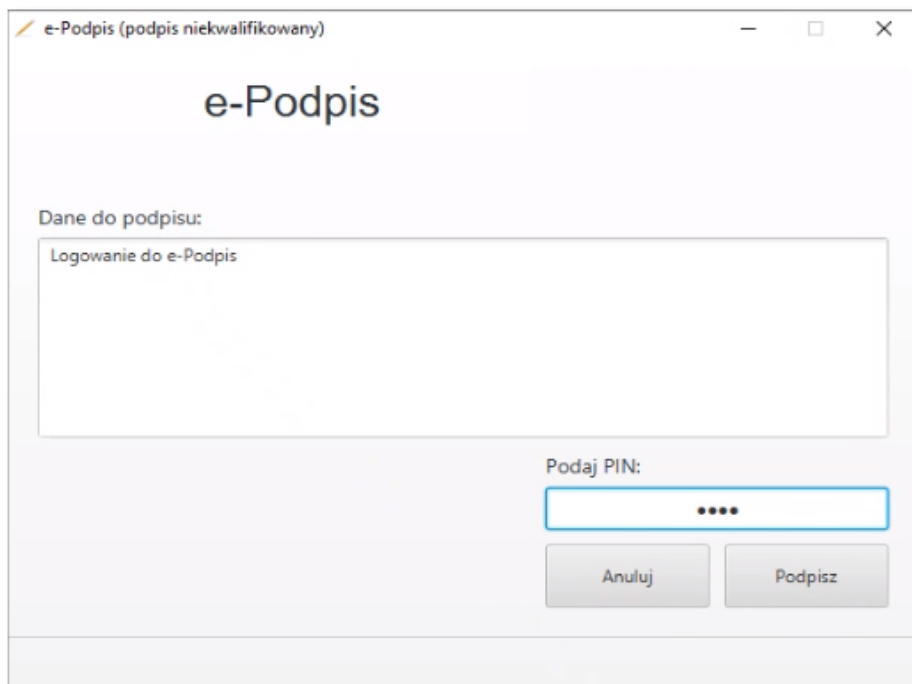 e-Podpis (podpis niekwalifikowany)
e-Podpis
Dane do podpisu:
Logowanie do e-Podpis
Podaj PIN:
••••
Anuluj
Podpisz